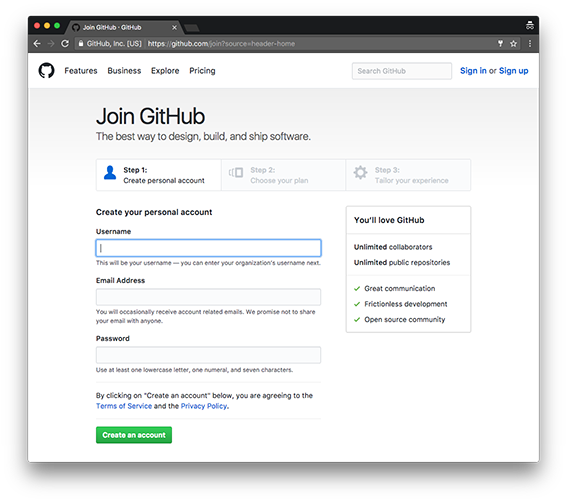 Join GitHub · GitHub
GitHub, Inc. [US] https://github.com/join?source=header-home
Features Business Explore Pricing
Search GitHub
Sign in or Sign up
Join GitHub
The best way to design, build, and ship software.
Step 1:
Create personal account
Step 2:
Choose your plan
Step 3:
Tailor your experience
Create your personal account
Username
This will be your username — you can enter your organization's username next.
Email Address
You will occasionally receive account related emails. We promise not to share
your email with anyone.
Password
Use at least one lowercase letter, one numeral, and seven characters.
By clicking on "Create an account" below, you are agreeing to the
Terms of Service and the Privacy Policy.
Create an account
You'll love GitHub
Unlimited collaborators
Unlimited public repositories
Great communication
Frictionless development
Open source community